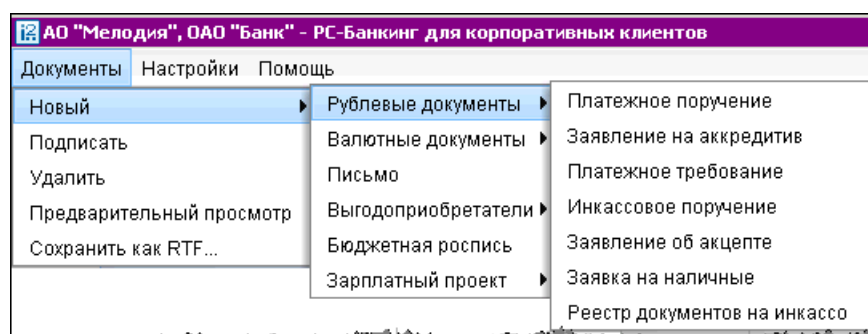 АО "Мелодия", ОАО "Банк" - РС-Банкинг для корпоративных клиентов
Документы Настройки Помощь
Новый
Подписать
Удалить
Предварительный просмотр
Сохранить как RTF...
Рублевые документы
Валютные документы
Письмо
Выгодоприобретатели
Бюджетная роспись
Зарплатный проект
Платежное поручение
Заявление на аккредитив
Платежное требование
Инкассовое поручение
Заявление об акцепте
Заявка на наличные
Реестр документов на инкассо